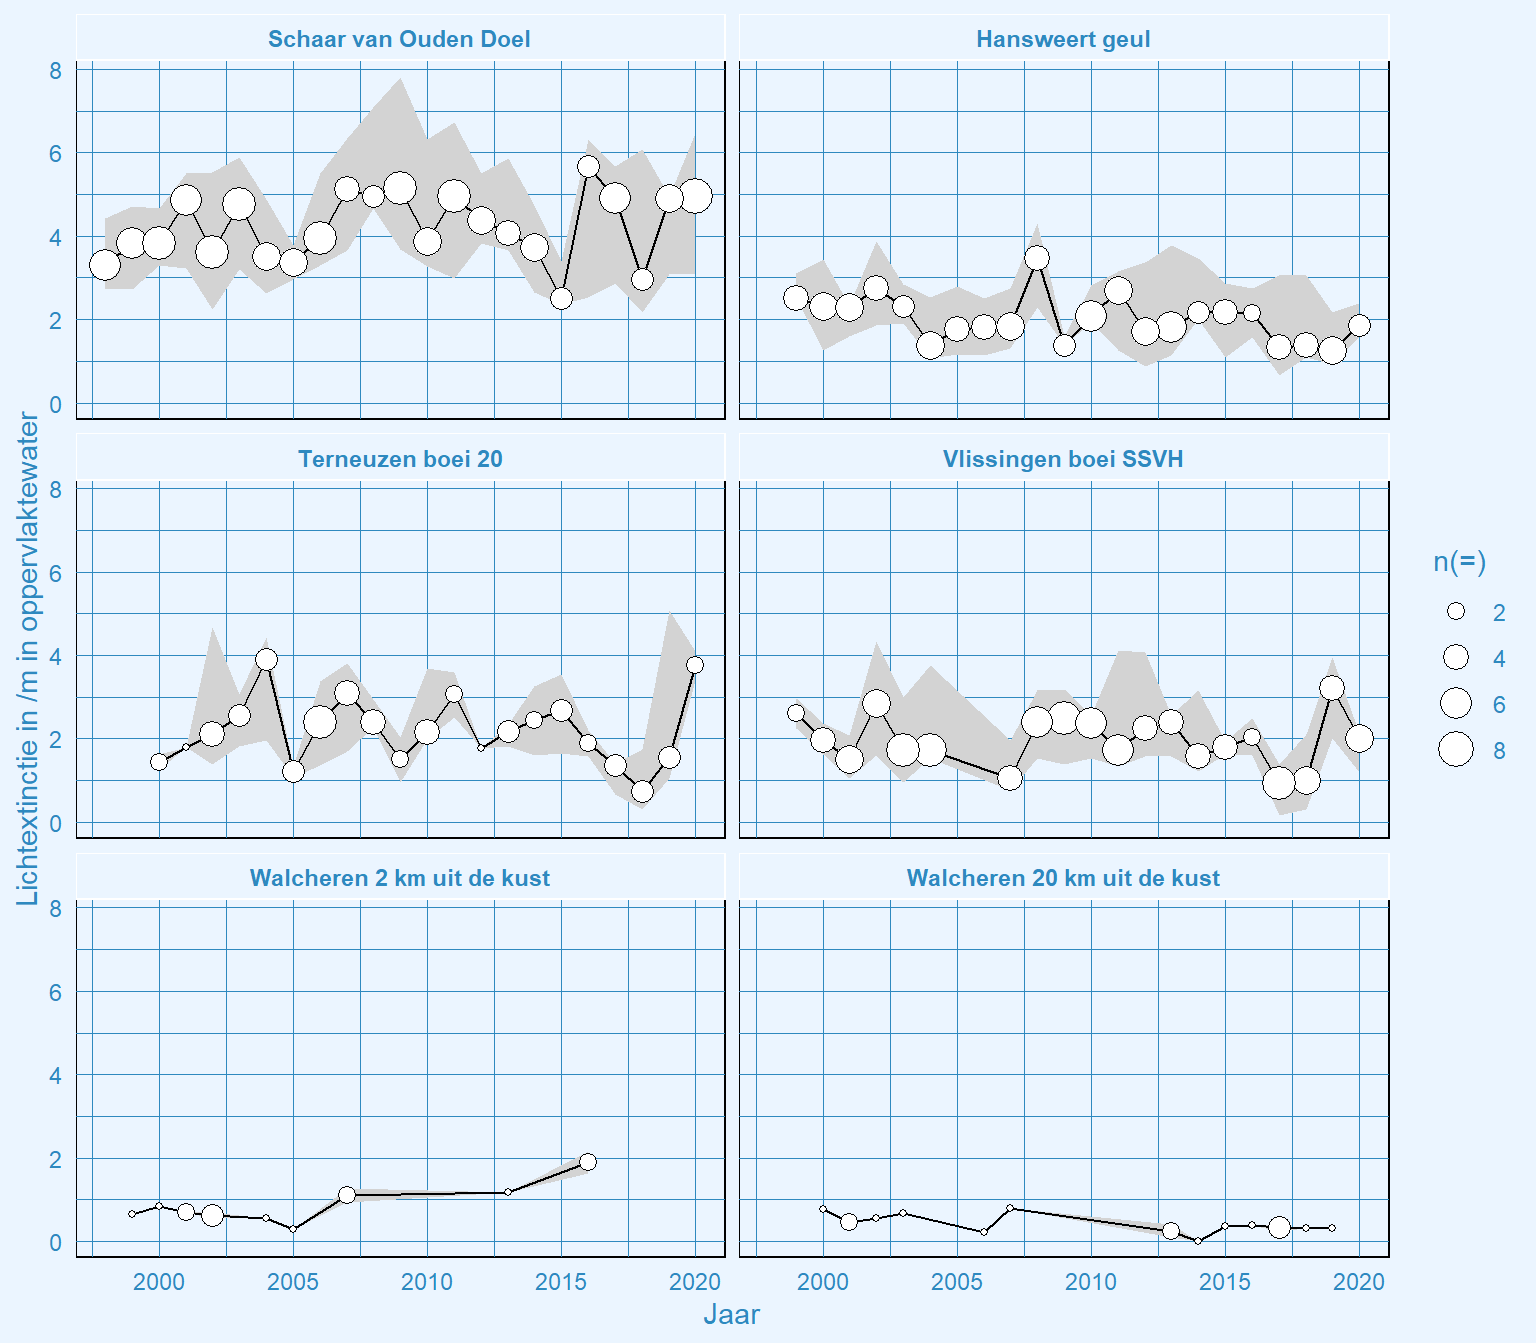 Schaar van Ouden Doel
Hansweert geul
8
6
4
2
0
Terneuzen boei 20
Vlissingen boei SSVH
8
6
4
2
0
Walcheren 2 km uit de kust
Walcheren 20 km uit de kust
8
6
4
2
0
2000 2005 2010 2015 2020
2000 2005 2010 2015 2020
Jaar
Lichtextinctie in /m in oppervlaktewater
n(=)
2
4
6
8